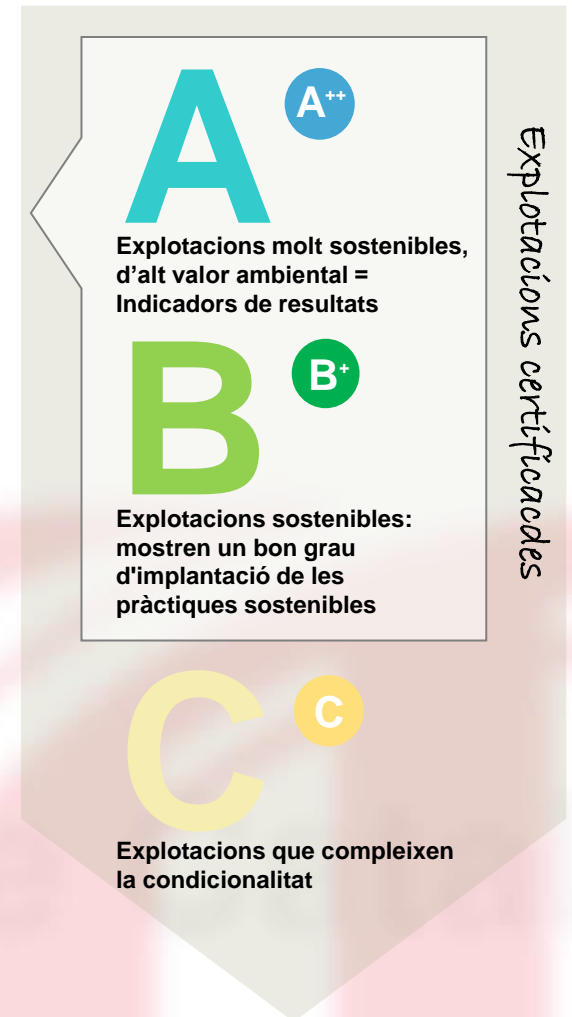 A
A++
Explotacions molt sostenibles,
d'alt valor ambiental =
Indicadors de resultats
B
B+
Explotacions sostenibles:
mostren un bon grau
d'implantació de les
pràctiques sostenibles
C
C
Explotacions que compleixen
la condicionalitat
Explotacions certificacdes